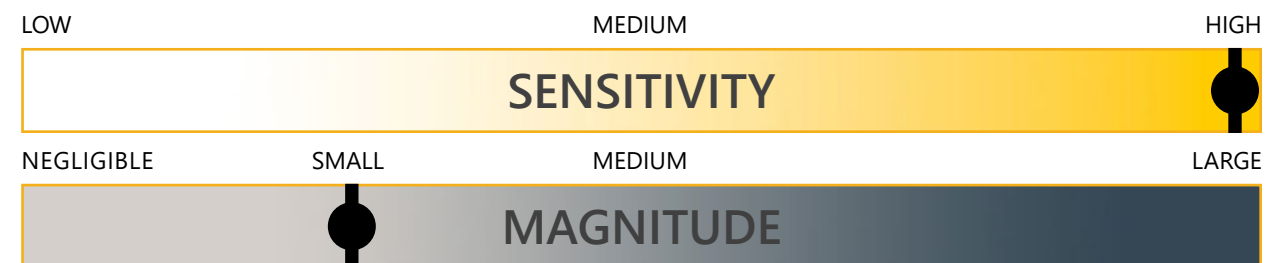 LOW MEDIUM HIGH
SENSITIVITY
NEGLIGIBLE SMALL MEDIUM LARGE
MAGNITUDE